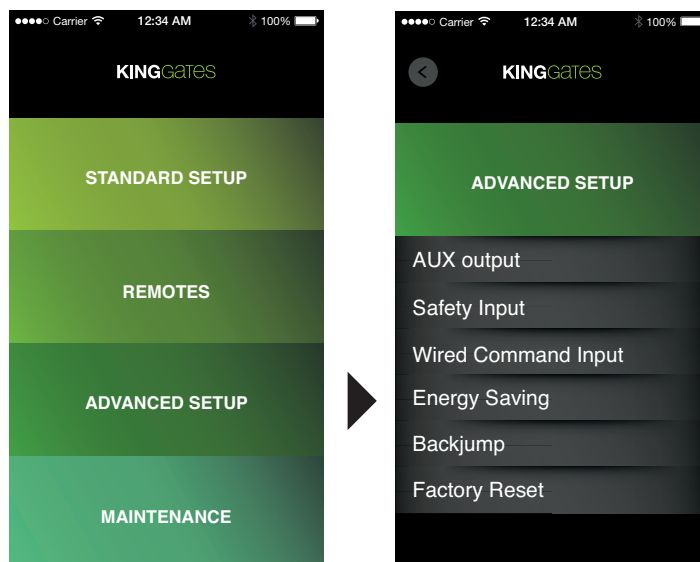 Carrier 12:34 AM 100%
KINGGATES
STANDARD SETUP
REMOTES
ADVANCED SETUP
MAINTENANCE
Carrier 12:34 AM 100%
KINGGATES
ADVANCED SETUP
AUX output
Safety Input
Wired Command Input
Energy Saving
Backjump
Factory Reset